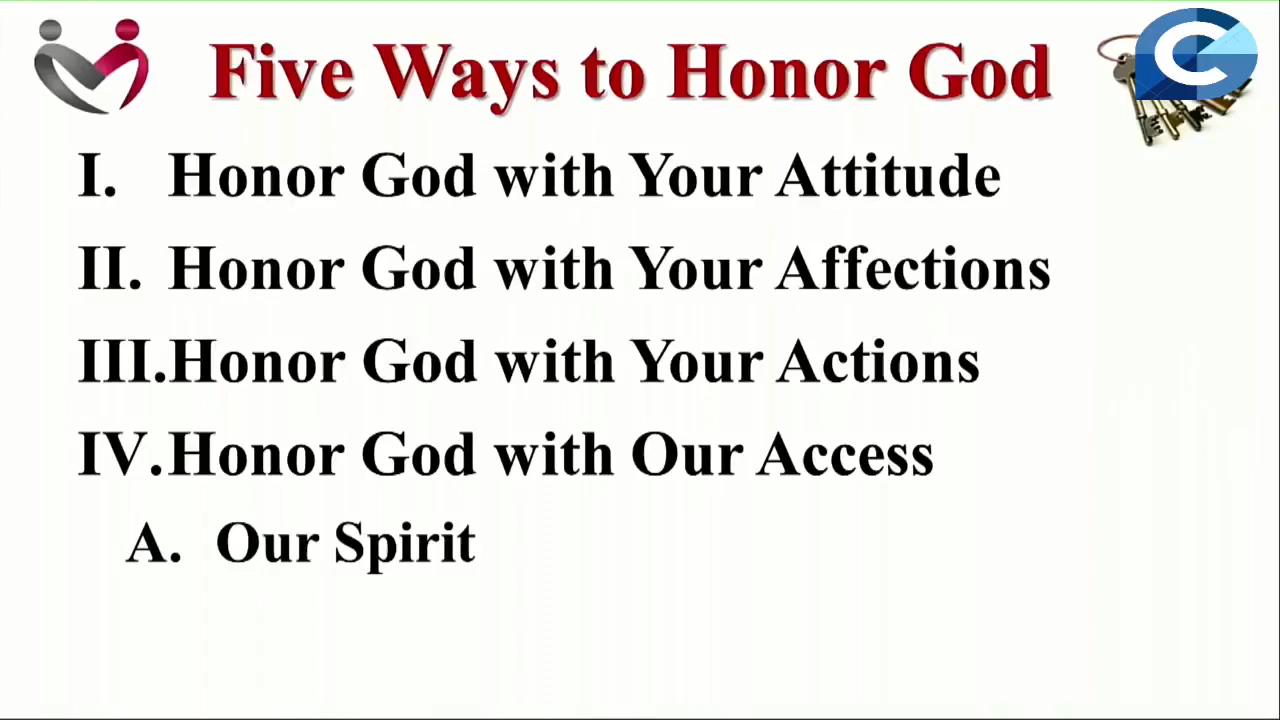 Five Ways to Honor God
I. Honor God with Your Attitude
II. Honor God with Your Affections
III. Honor God with Your Actions
IV. Honor God with Our Access
A. Our Spirit